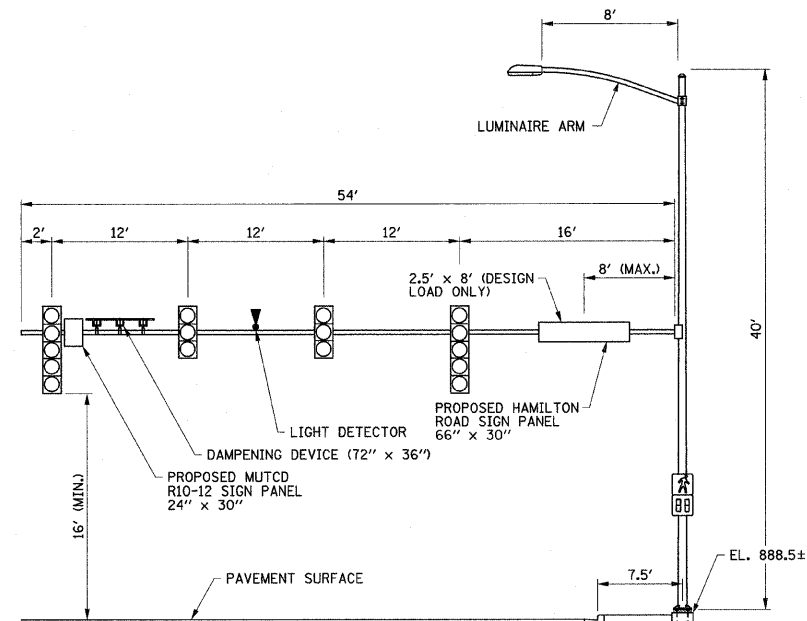 8'
LUMINAIRE ARM
54'
2'
12'
12'
12'
16'
8' (MAX.)
2.5' x 8' (DESIGN
LOAD ONLY)
40'
PROPOSED HAMILTON
ROAD SIGN PANEL
66" x 30"
LIGHT DETECTOR
DAMPENING DEVICE (72" x 36")
PROPOSED MUTCD
R10-12 SIGN PANEL
24" x 30"
16' (MIN.)
PAVEMENT SURFACE
7.5'
EL. 888.5±